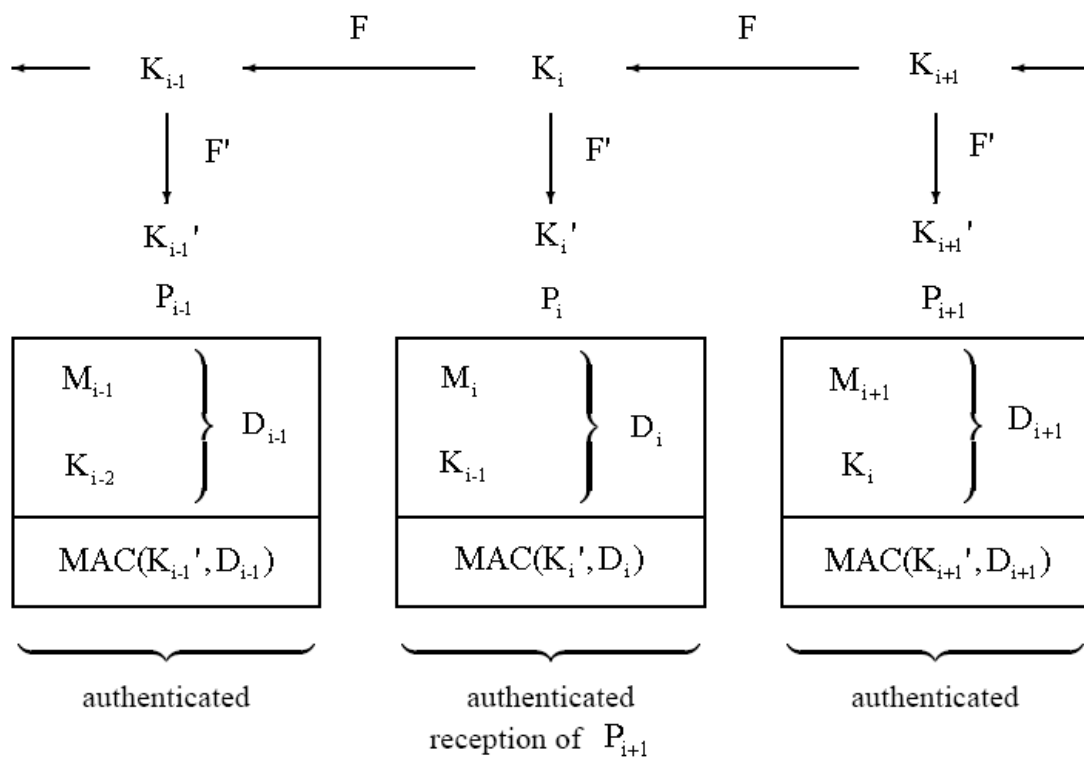 F F
K_{i-1} K_i K_{i+1}
F' F' F'
K_{i-1}' K_i' K_{i+1}'
P_{i-1} P_i P_{i+1}
M_{i-1} M_i M_{i+1}
D_{i-1} D_i D_{i+1}
K_{i-2} K_{i-1} K_i
MAC(K_{i-1}',D_{i-1}) MAC(K_i',D_i) MAC(K_{i+1}',D_{i+1})
authenticated authenticated authenticated
reception of P_{i+1}